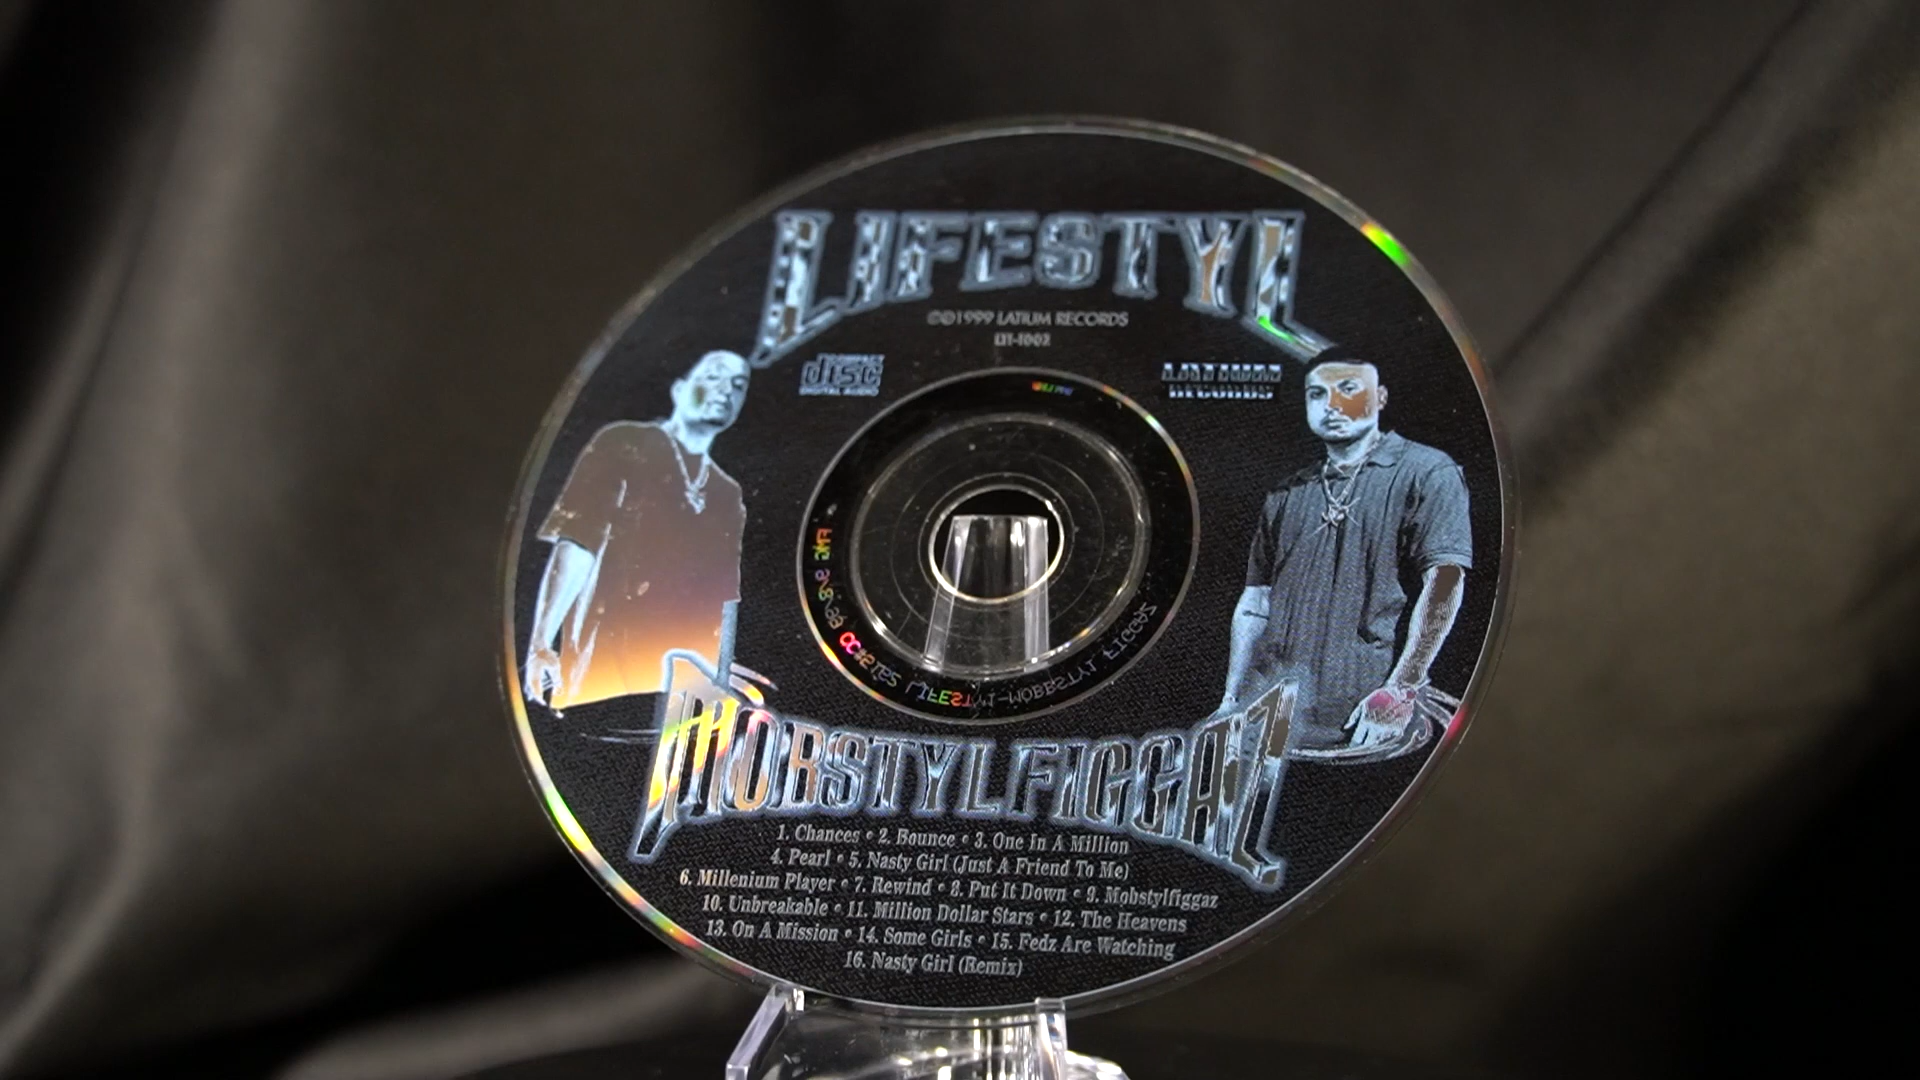 LIFESTYL
℗©1999 LATIUM RECORDS
LTI-1002
COMPACT
disc
DIGITAL AUDIO
LATIUM
RECORDS
MOBSTYLFIGGAZ
1. Chances • 2. Bounce • 3. One In A Million
4. Pearl • 5. Nasty Girl (Just A Friend To Me)
6. Millenium Player • 7. Rewind • 8. Put It Down • 9. Mobstylfiggaz
10. Unbreakable • 11. Million Dollar Stars • 12. The Heavens
13. On A Mission • 14. Some Girls • 15. Fedz Are Watching
16. Nasty Girl (Remix)